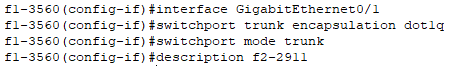 f1-3560(config-if)#interface GigabitEthernet0/1
f1-3560(config-if)#switchport trunk encapsulation dot1q
f1-3560(config-if)#switchport mode trunk
f1-3560(config-if)#description f2-2911